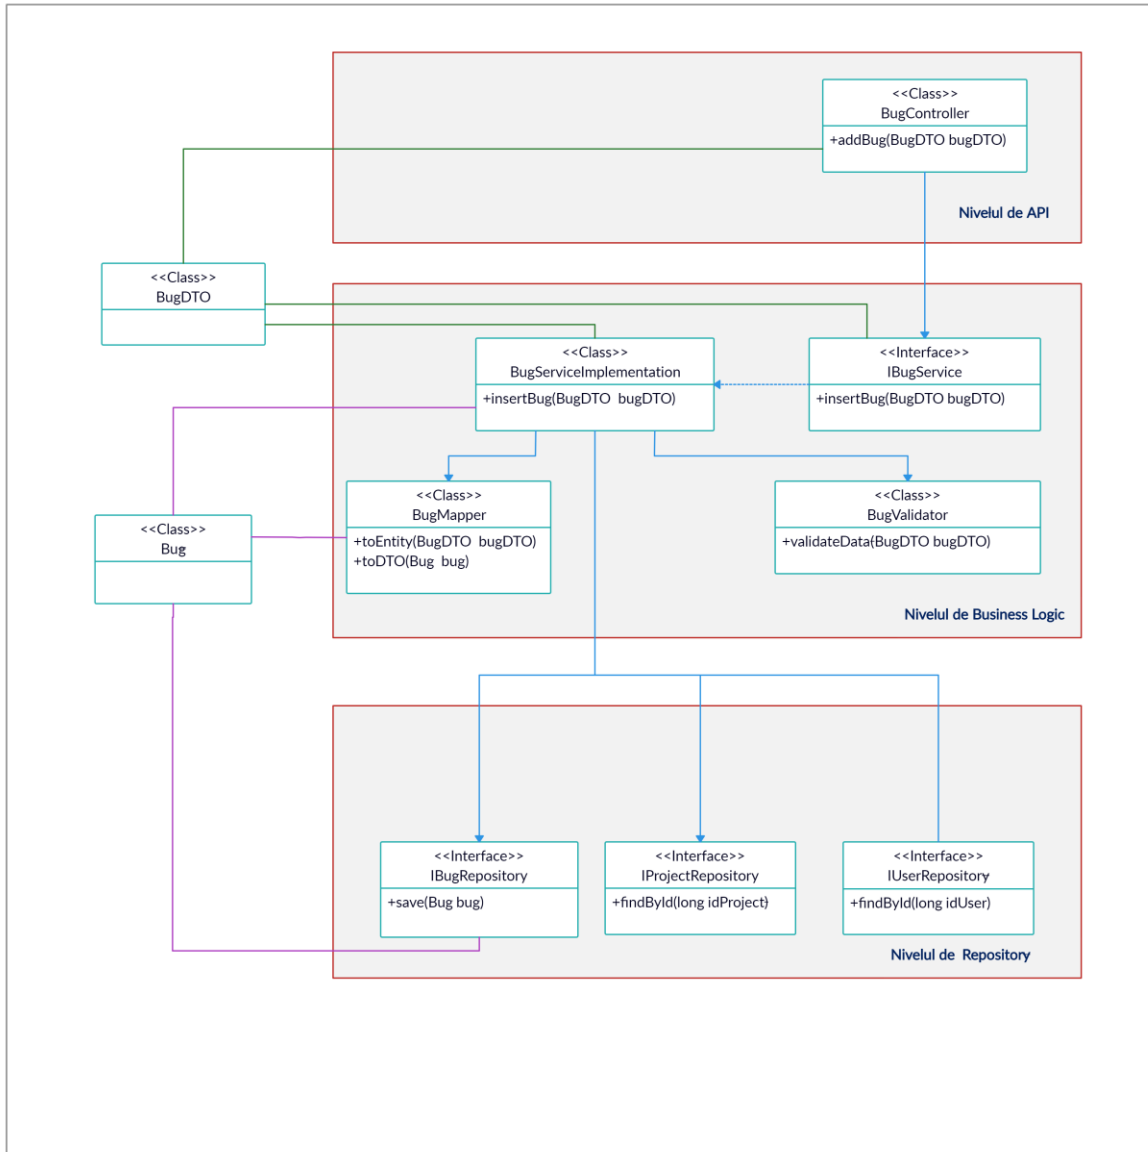 <<Class>>
BugController
+addBug(BugDTO bugDTO)
Nivelul de API
<<Class>>
BugDTO
<<Class>>
BugServiceImplementation
+insertBug(BugDTO  bugDTO)
<<Interface>>
IBugService
+insertBug(BugDTO bugDTO)
<<Class>>
BugMapper
+toEntity(BugDTO  bugDTO)
+toDTO(Bug  bug)
<<Class>>
BugValidator
+validateData(BugDTO bugDTO)
<<Class>>
Bug
Nivelul de Business Logic
<<Interface>>
IBugRepository
+save(Bug bug)
<<Interface>>
IProjectRepository
+findById(long idProject)
<<Interface>>
IUserRepository
+findById(long idUser)
Nivelul de  Repository